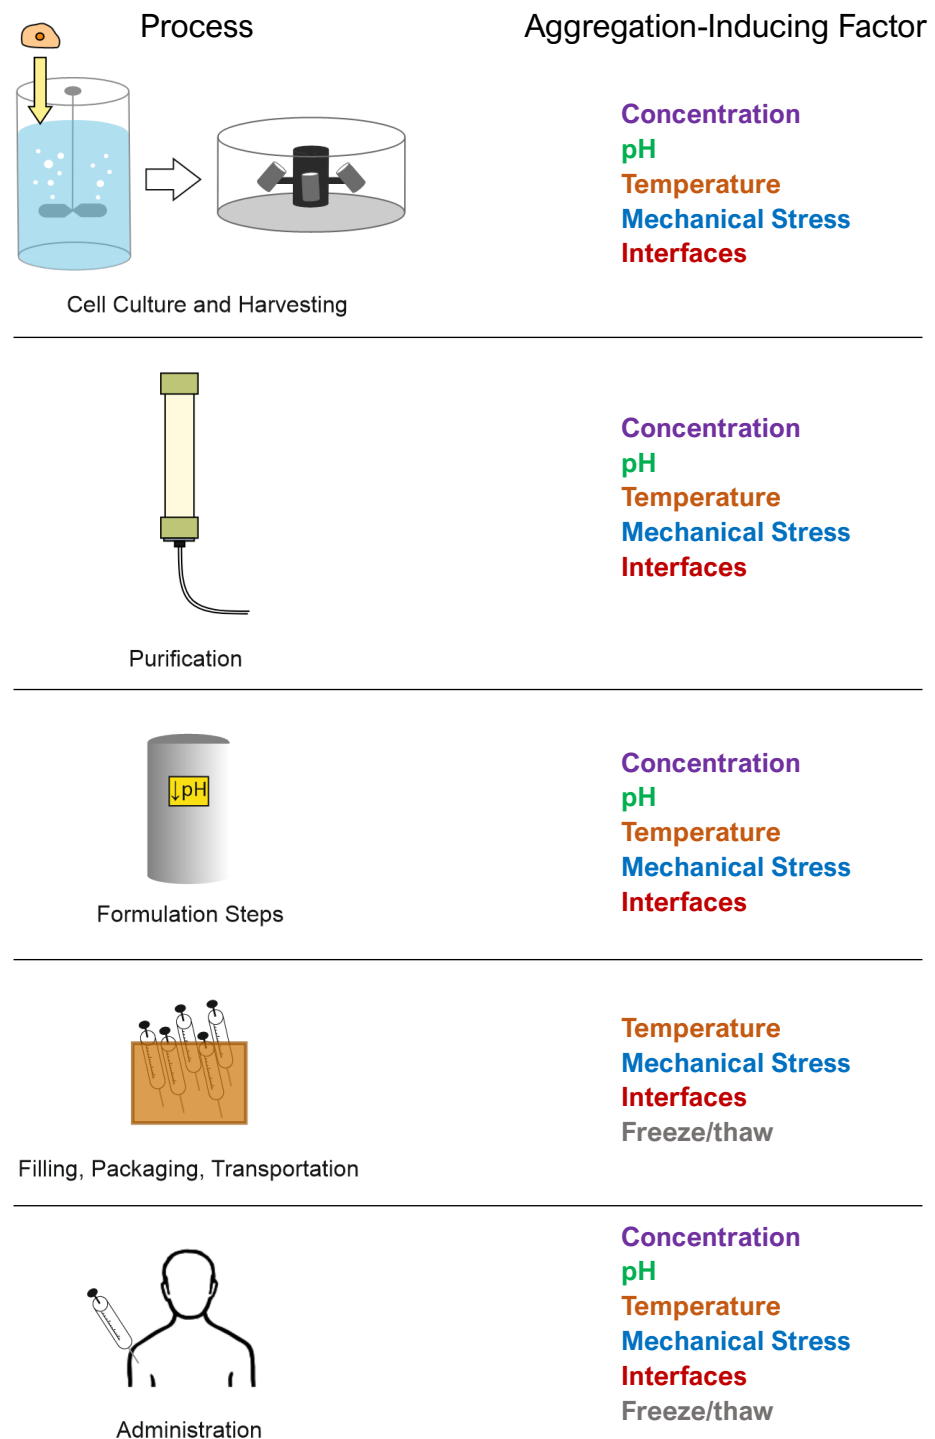 Process
Aggregation-Inducing Factor
Concentration
pH
Temperature
Mechanical Stress
Interfaces
Cell Culture and Harvesting
Concentration
pH
Temperature
Mechanical Stress
Interfaces
Purification
↓pH
Concentration
pH
Temperature
Mechanical Stress
Interfaces
Formulation Steps
Temperature
Mechanical Stress
Interfaces
Freeze/thaw
Filling, Packaging, Transportation
Concentration
pH
Temperature
Mechanical Stress
Interfaces
Freeze/thaw
Administration